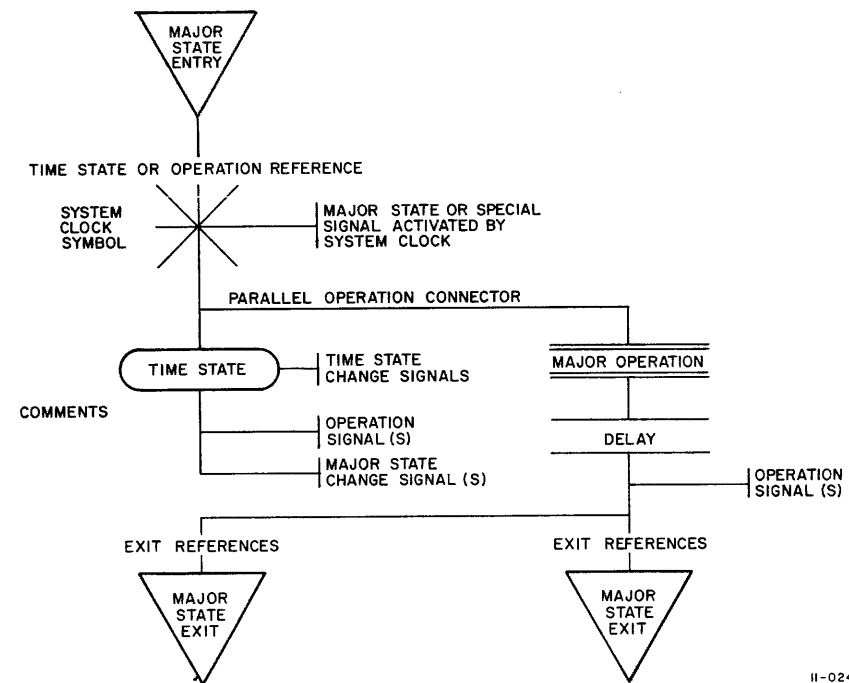 MAJOR
STATE
ENTRY
TIME STATE OR OPERATION REFERENCE
SYSTEM
CLOCK
SYMBOL
MAJOR STATE OR SPECIAL
SIGNAL ACTIVATED BY
SYSTEM CLOCK
PARALLEL OPERATION CONNECTOR
TIME STATE
TIME STATE
CHANGE SIGNALS
MAJOR OPERATION
COMMENTS
OPERATION
SIGNAL (S)
DELAY
MAJOR STATE
CHANGE SIGNAL (S)
OPERATION
SIGNAL (S)
EXIT REFERENCES
EXIT REFERENCES
MAJOR
STATE
EXIT
MAJOR
STATE
EXIT
II-024